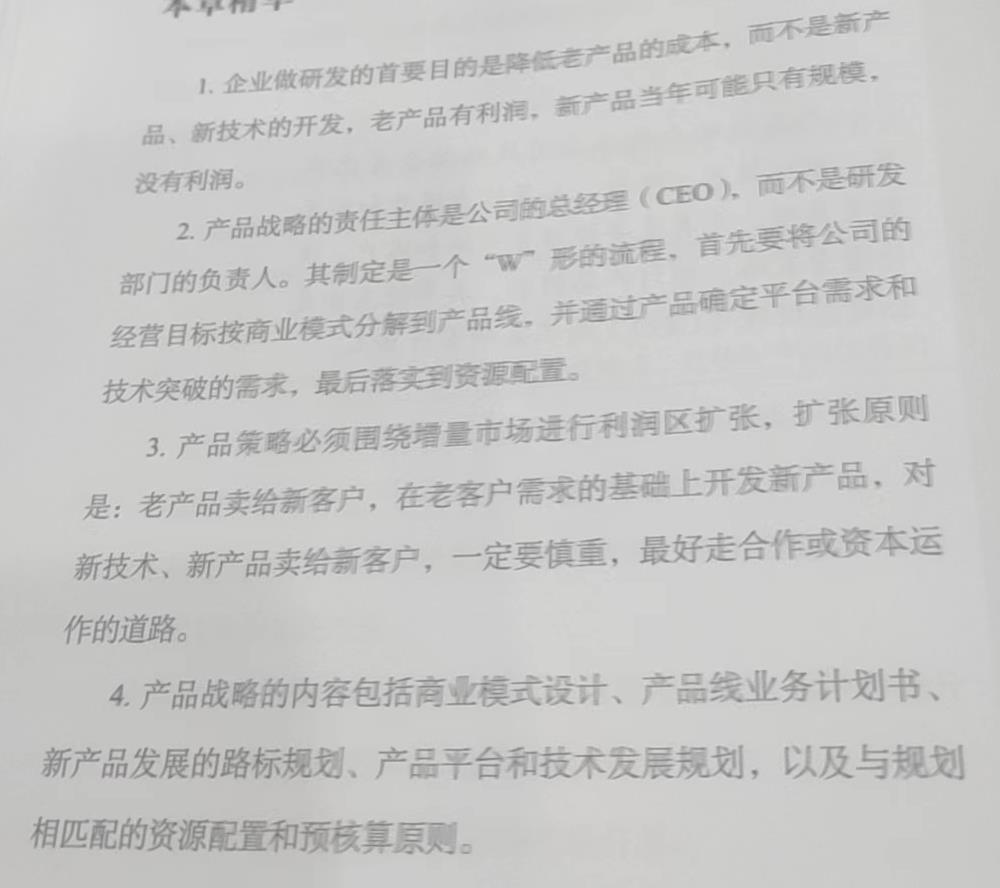 本章精华
1. 企业做研发的首要目的是降低老产品的成本，而不是新产
品、新技术的开发，老产品有利润，新产品当年可能只有规模，
没有利润。
2. 产品战略的责任主体是公司的总经理（CEO），而不是研发
部门的负责人。其制定是一个“W”形的流程，首先要将公司的
经营目标按商业模式分解到产品线，并通过产品确定平台需求和
技术突破的需求，最后落实到资源配置。
3. 产品策略必须围绕增量市场进行利润区扩张，扩张原则
是：老产品卖给新客户，在老客户需求的基础上开发新产品，对
新技术、新产品卖给新客户，一定要慎重，最好走合作或资本运
作的道路。
4. 产品战略的内容包括商业模式设计、产品线业务计划书、
新产品发展的路标规划、产品平台和技术发展规划，以及与规划
相匹配的资源配置和预核算原则。